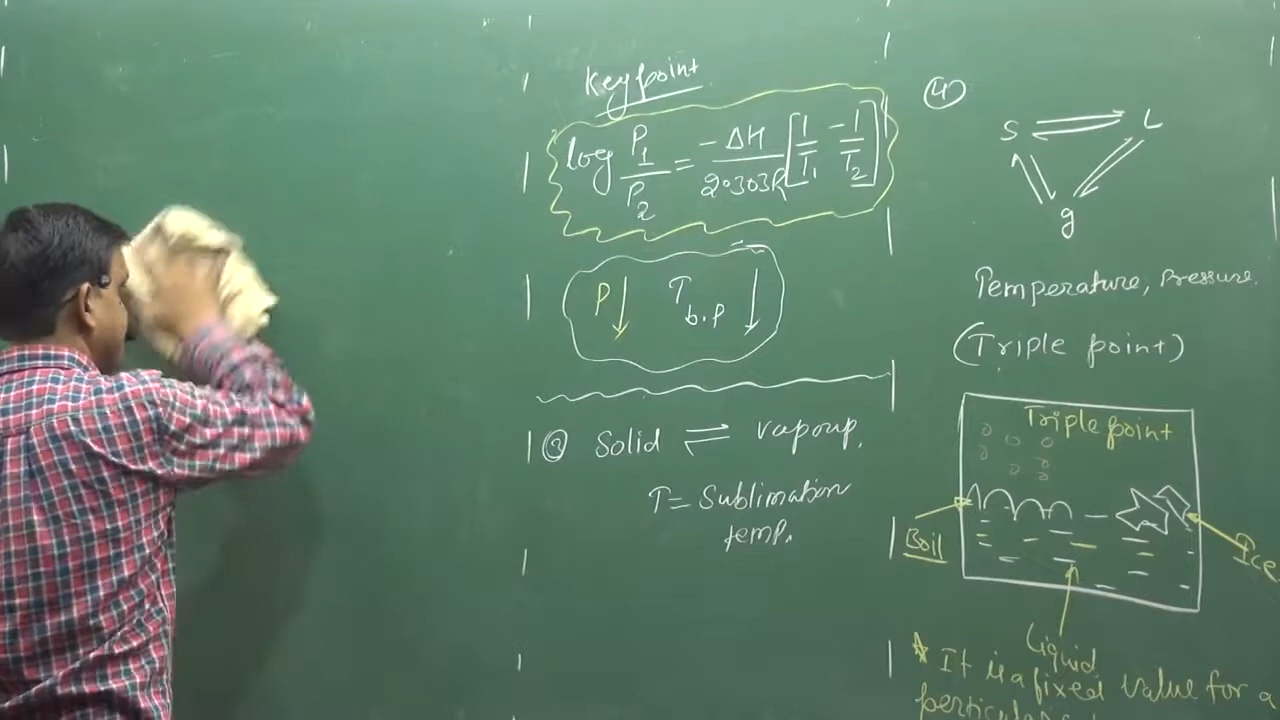 Keypoint
log P1/P2 = -ΔH/2.303R [1/T1 - 1/T2]
P↓ Tb.p ↓
③ Solid ⇌ vapour,
T = Sublimation
temp.
④
S ⇌ L
g
Temperature, Pressure.
(Triple point)
Triple point
Boil
Ice
Liquid
* It is a fixed value for a